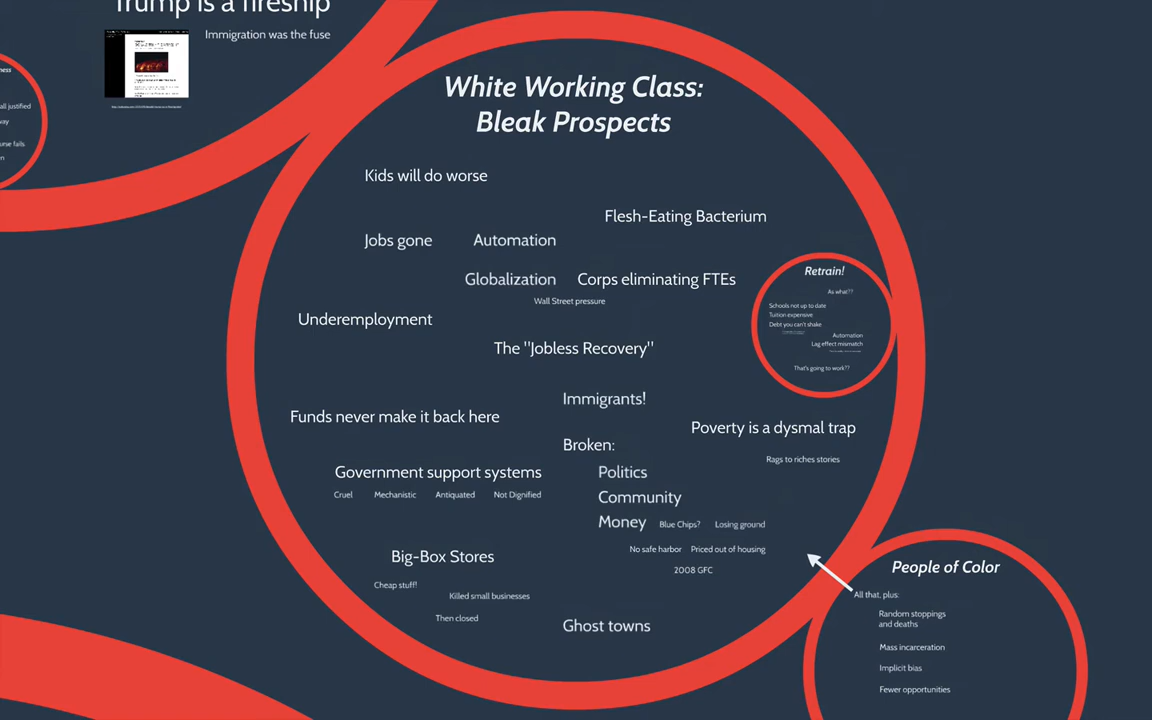 Trump is a fireship
Immigration was the fuse
ness
all justified
way
urse fails
n
White Working Class:
Bleak Prospects
Kids will do worse
Flesh-Eating Bacterium
Jobs gone
Automation
Globalization
Corps eliminating FTEs
Wall Street pressure
Underemployment
The "Jobless Recovery"
Retrain!
As what??
Schools not up to date
Tuition expensive
Debt you can't shake
Automation
Lag effect mismatch
That's going to work??
Immigrants!
Funds never make it back here
Poverty is a dysmal trap
Rags to riches stories
Broken:
Politics
Community
Money
Blue Chips?
Losing ground
No safe harbor
Priced out of housing
2008 GFC
Government support systems
Cruel
Mechanistic
Antiquated
Not Dignified
Big-Box Stores
Cheap stuff!
Killed small businesses
Then closed
Ghost towns
People of Color
All that, plus:
Random stoppings
and deaths
Mass incarceration
Implicit bias
Fewer opportunities